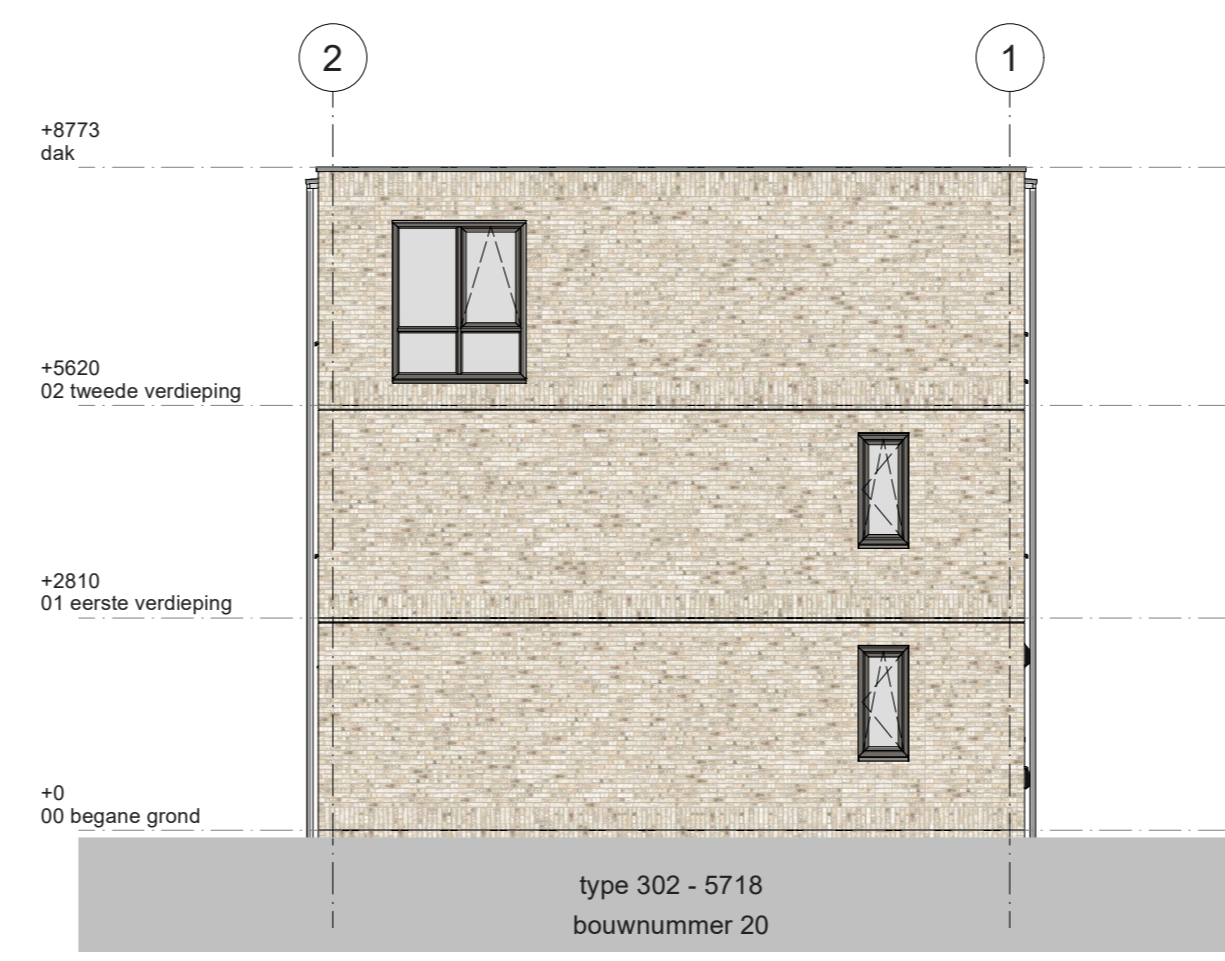 2
1
+8773
dak
+5620
02 tweede verdieping
+2810
01 eerste verdieping
+0
00 begane grond
type 302 - 5718
bouwnummer 20